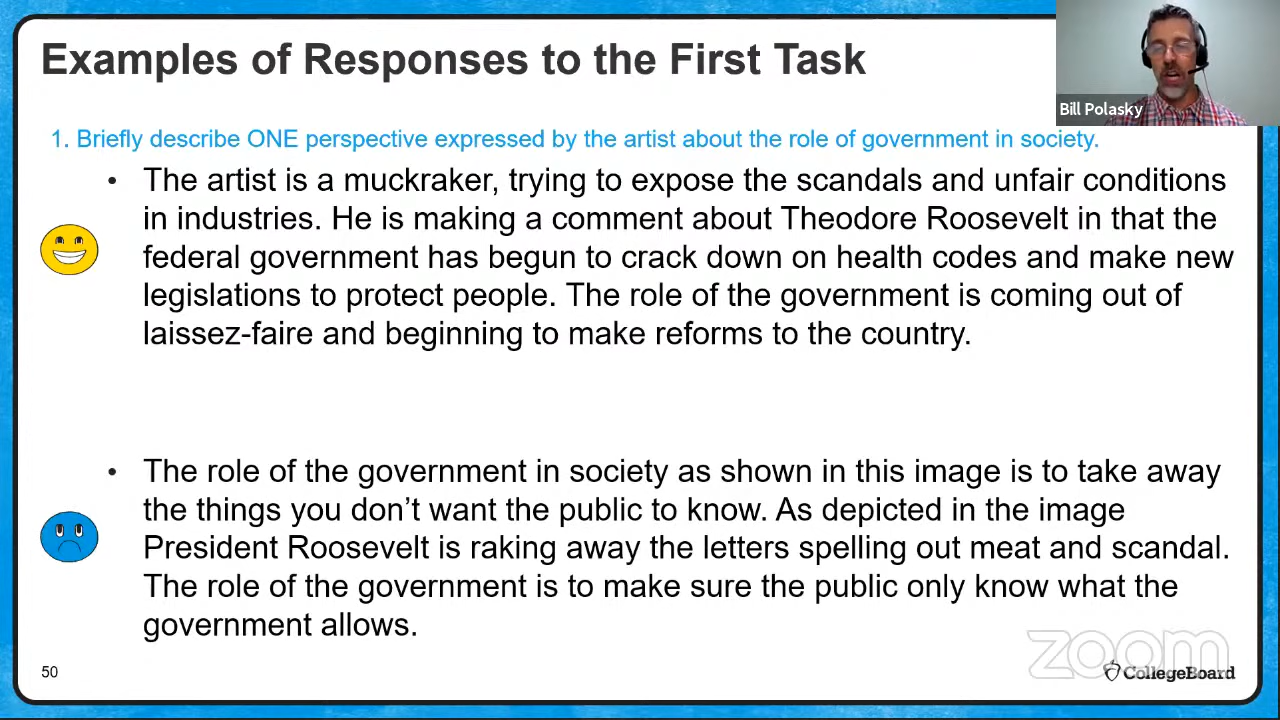 Examples of Responses to the First Task
Bill Polasky
1. Briefly describe ONE perspective expressed by the artist about the role of government in society.
• The artist is a muckraker, trying to expose the scandals and unfair conditions
in industries. He is making a comment about Theodore Roosevelt in that the
federal government has begun to crack down on health codes and make new
legislations to protect people. The role of the government is coming out of
laissez-faire and beginning to make reforms to the country.
• The role of the government in society as shown in this image is to take away
the things you don’t want the public to know. As depicted in the image
President Roosevelt is raking away the letters spelling out meat and scandal.
The role of the government is to make sure the public only know what the
government allows.
zoom
50
CollegeBoard